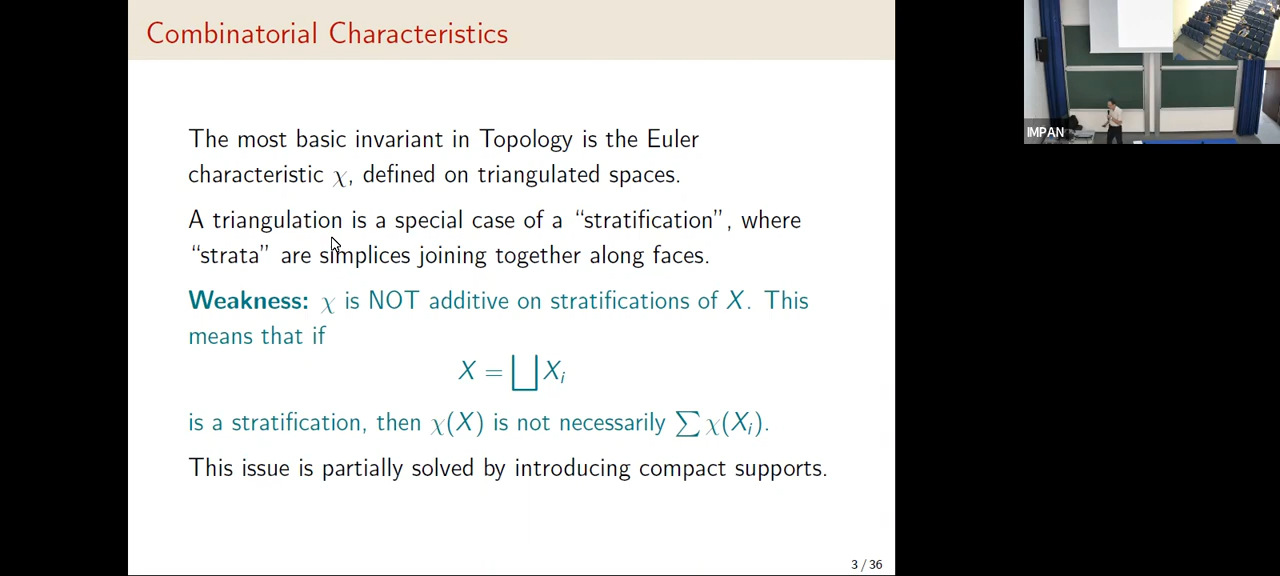 Combinatorial Characteristics
The most basic invariant in Topology is the Euler
characteristic χ, defined on triangulated spaces.
A triangulation is a special case of a “stratification”, where
“strata” are simplices joining together along faces.
Weakness: χ is NOT additive on stratifications of X. This
means that if
X = ⨆ Xᵢ
is a stratification, then χ(X) is not necessarily ∑ χ(Xᵢ).
This issue is partially solved by introducing compact supports.
3 / 36
IMPAN